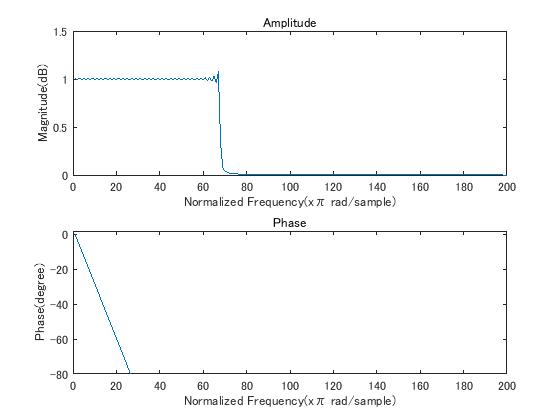 Amplitude
1.5
1
0.5
0
Magnitude(dB)
0 20 40 60 80 100 120 140 160 180 200
Normalized Frequency(xπ rad/sample)
Phase
0
-20
-40
-60
-80
Phase(degree)
0 20 40 60 80 100 120 140 160 180 200
Normalized Frequency(xπ rad/sample)